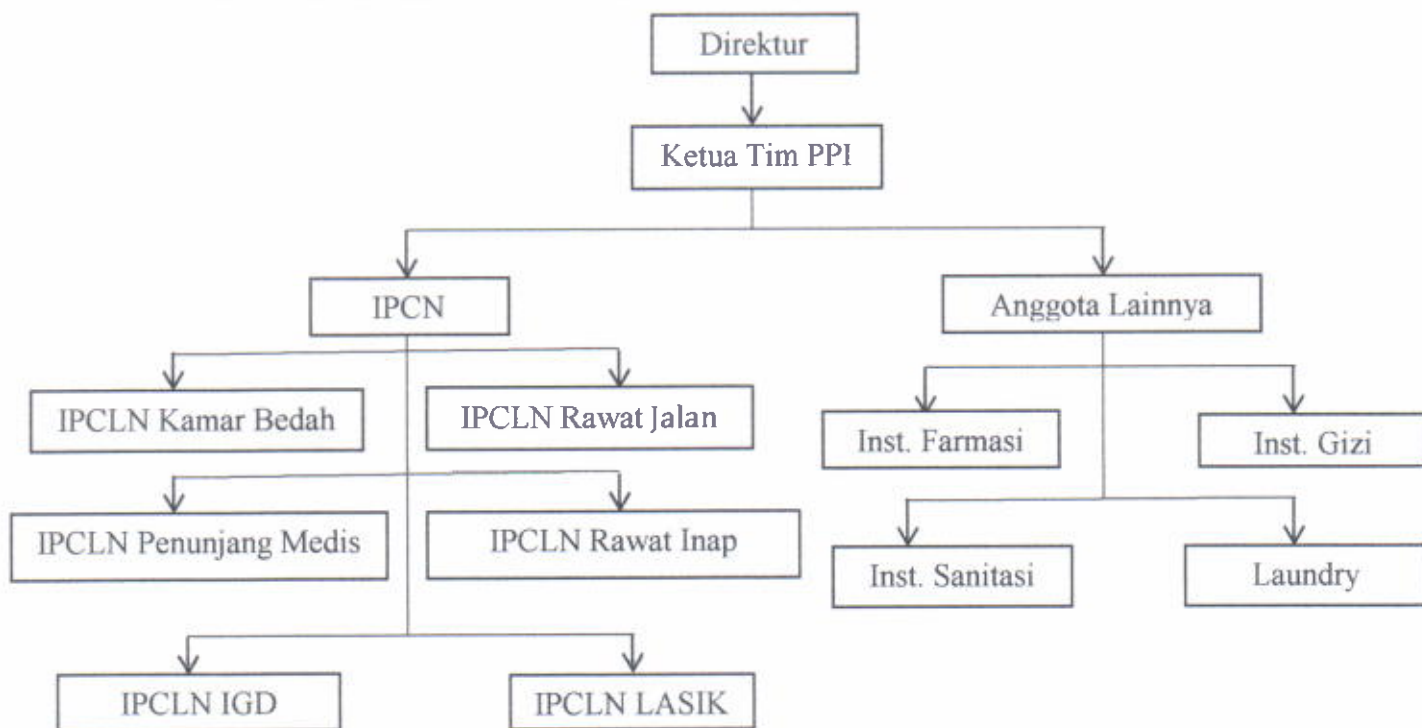 Direktur
Ketua Tim PPI
IPCN
Anggota Lainnya
IPCLN Kamar Bedah
IPCLN Rawat Jalan
Inst. Farmasi
Inst. Gizi
IPCLN Penunjang Medis
IPCLN Rawat Inap
Inst. Sanitasi
Laundry
IPCLN IGD
IPCLN LASIK